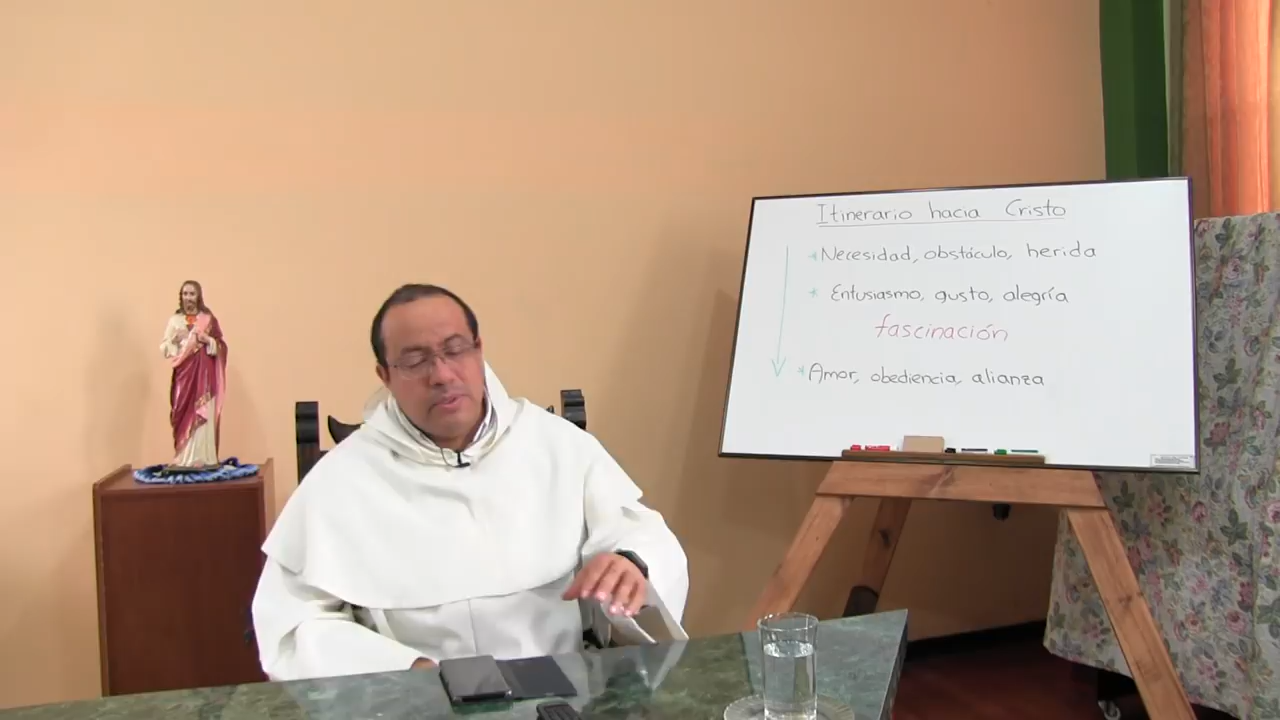 Itinerario hacia Cristo
* Necesidad, obstáculo, herida
* Entusiasmo, gusto, alegría
fascinación
* Amor, obediencia, alianza